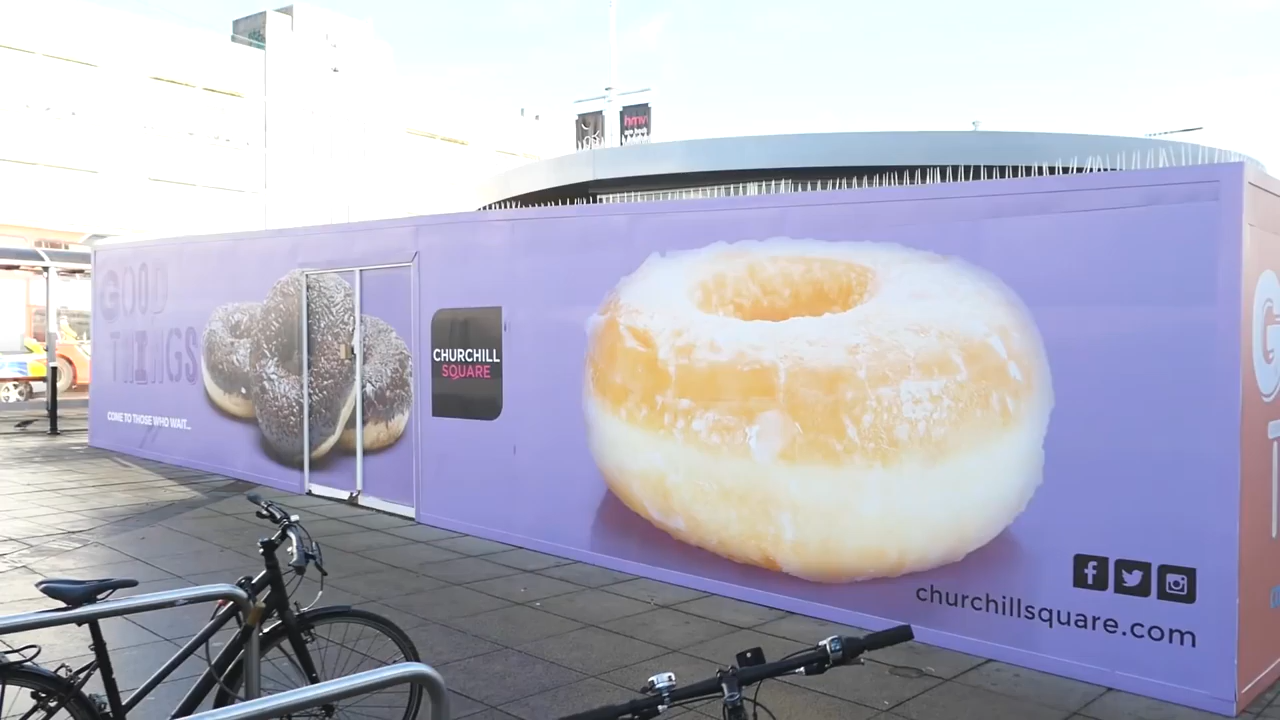 GOOD
THINGS
COME TO THOSE WHO WAIT...
CHURCHILL
SQUARE
churchillsquare.com
hmv